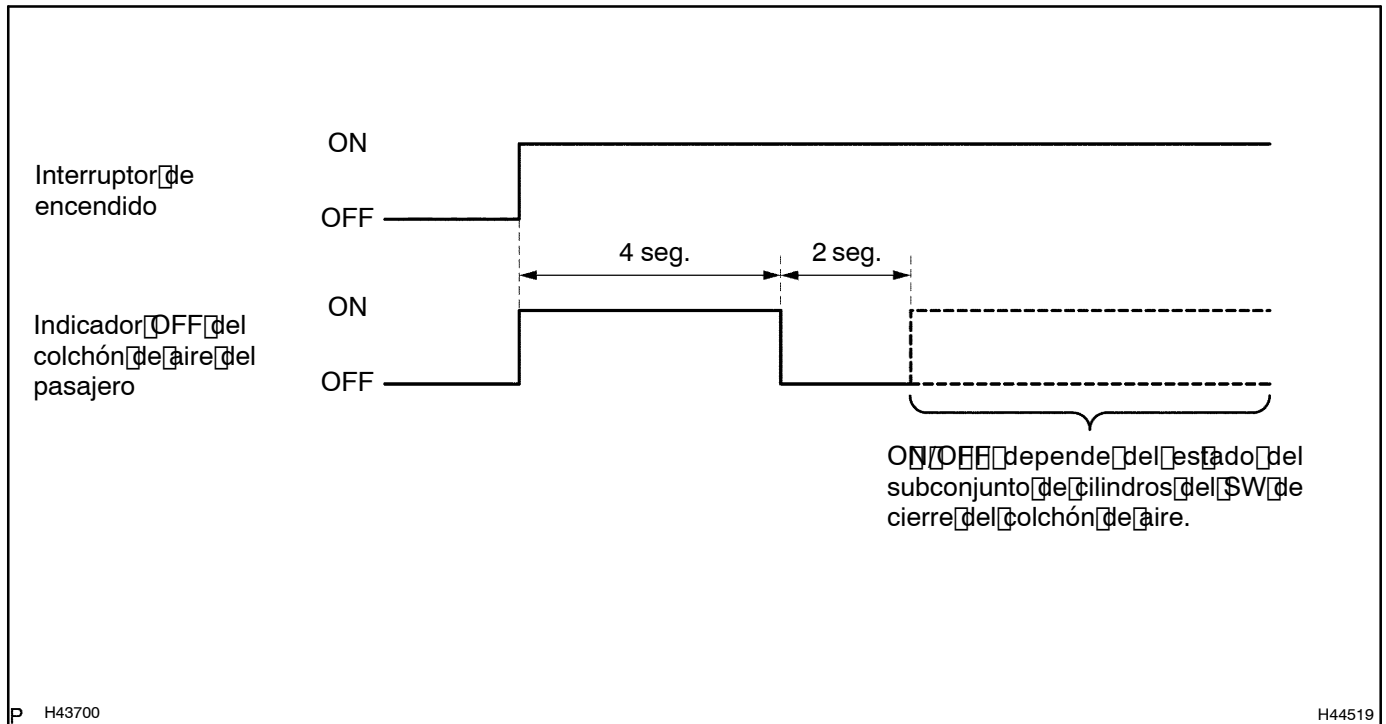 ON
Interruptor de
encendido
OFF
4 seg.
2 seg.
ON
Indicador OFF del
colchón de aire del
pasajero
OFF
ON/OFF depende del estado del
subconjunto de cilindros del SW de
cierre del colchón de aire.
P H43700
H44519